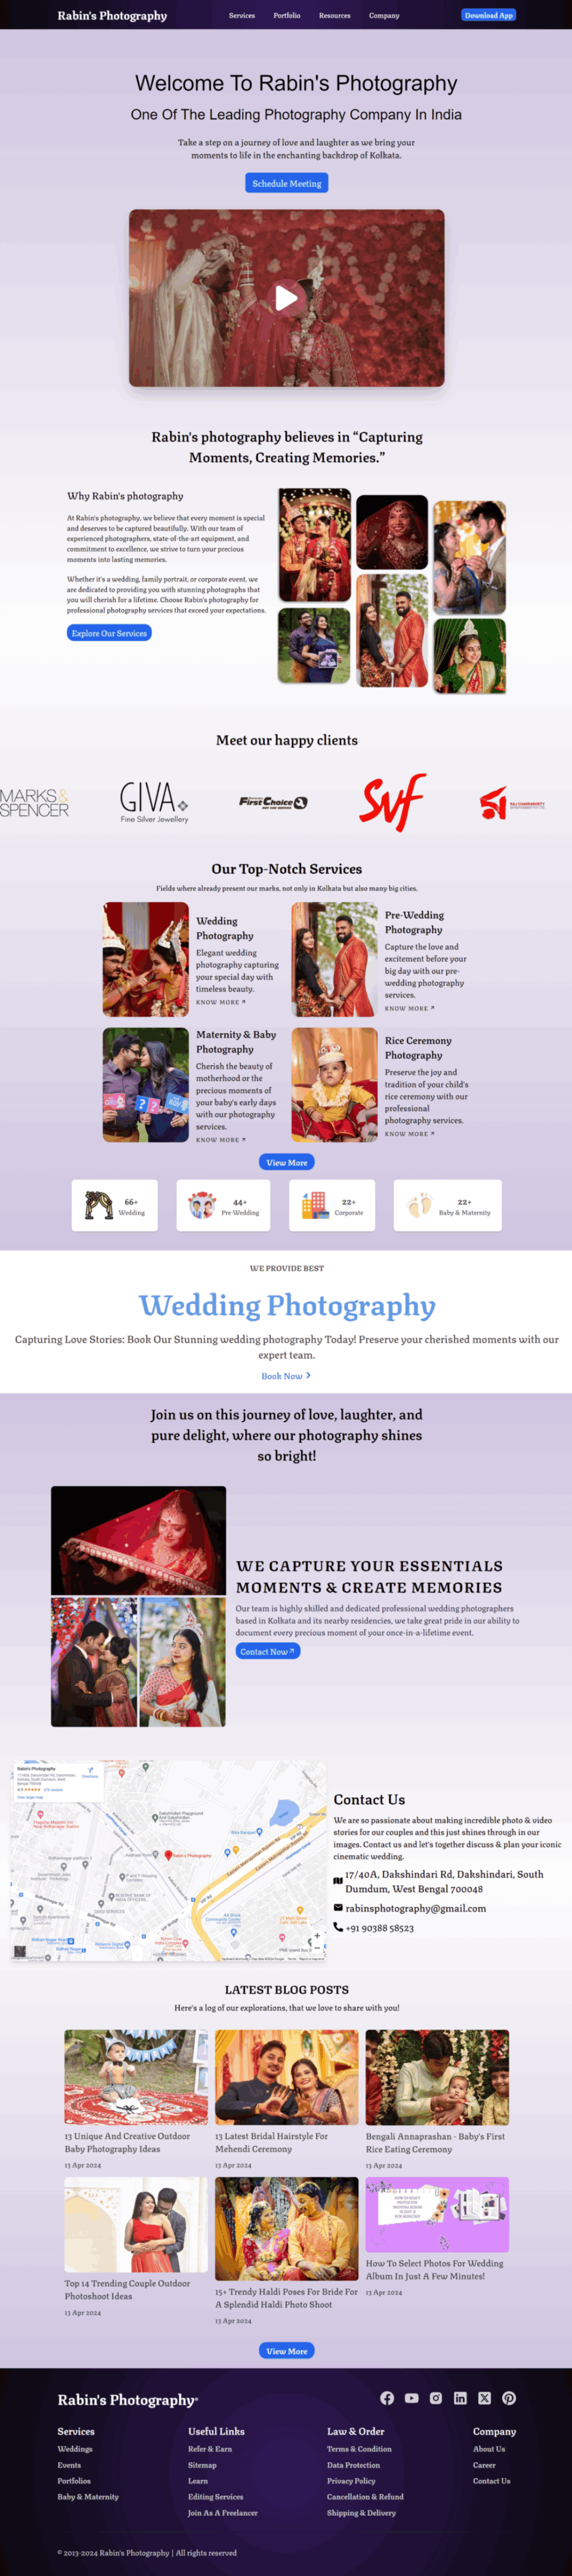 Rabin's Photography
Services
Portfolio
Resources
Company
Download App
Welcome To Rabin's Photography
One Of The Leading Photography Company In India
Take a step on a journey of love and laughter as we bring your
moments to life in the enchanting backdrop of Kolkata.
Schedule Meeting
Rabin's photography believes in “Capturing
Moments, Creating Memories.”
Why Rabin's photography
At Rabin's photography, we believe that every moment is special
and deserves to be captured beautifully. With our team of
experienced photographers, state-of-the-art equipment, and
commitment to excellence, we strive to turn your precious
moments into lasting memories.
Whether it's a wedding, family portrait, or corporate event, we
are dedicated to providing you with stunning photographs that
you will cherish for a lifetime. Choose Rabin's photography for
professional photography services that exceed your expectations.
Explore Our Services
Meet our happy clients
MARKS &
SPENCER
GIVA
Fine Silver Jewellery
First Choice
SVF
RAJ CHAKRABORTY
Our Top-Notch Services
Fields where already present our marks, not only in Kolkata but also many big cities.
Wedding
Photography
Elegant wedding
photography capturing
your special day with
timeless beauty.
KNOW MORE
Pre-Wedding
Photography
Capture the love and
excitement before your
big day with our pre-
wedding photography
services.
KNOW MORE
Maternity & Baby
Photography
Cherish the beauty of
motherhood or the
precious moments of
your baby's early days
with our photography
services.
KNOW MORE
Rice Ceremony
Photography
Preserve the joy and
tradition of your child's
rice ceremony with our
professional
photography services.
KNOW MORE
View More
66+
Wedding
44+
Pre-Wedding
22+
Corporate
22+
Baby & Maternity
WE PROVIDE BEST
Wedding Photography
Capturing Love Stories: Book Our Stunning wedding photography Today! Preserve your cherished moments with our
expert team.
Book Now
Join us on this journey of love, laughter, and
pure delight, where our photography shines
so bright!
WE CAPTURE YOUR ESSENTIALS
MOMENTS & CREATE MEMORIES
Our team is highly skilled and dedicated professional wedding photographers
based in Kolkata and its nearby residencies, we take great pride in our ability to
document every precious moment of your once-in-a-lifetime event.
Contact Now
Rabin's Photography
Contact Us
We are so passionate about making incredible photo & video
stories for our couples and this just shines through in our
images. Contact us and let's together discuss & plan your iconic
cinematic wedding.
17/40A, Dakshindari Rd, Dakshindari, South
Dumdum, West Bengal 700048
rabinsphotography@gmail.com
+91 90388 58523
LATEST BLOG POSTS
Here's a log of our explorations, that we love to share with you!
13 Unique And Creative Outdoor
Baby Photography Ideas
13 Apr 2024
13 Latest Bridal Hairstyle For
Mehendi Ceremony
13 Apr 2024
Bengali Annaprashan - Baby's First
Rice Eating Ceremony
13 Apr 2024
Top 14 Trending Couple Outdoor
Photoshoot Ideas
13 Apr 2024
15+ Trendy Haldi Poses For Bride For
A Splendid Haldi Photo Shoot
13 Apr 2024
How To Select Photos For Wedding
Album In Just A Few Minutes!
13 Apr 2024
View More
Rabin's Photography®
Services
Weddings
Events
Portfolios
Baby & Maternity
Useful Links
Refer & Earn
Sitemap
Learn
Editing Services
Join As A Freelancer
Law & Order
Terms & Condition
Data Protection
Privacy Policy
Cancellation & Refund
Shipping & Delivery
Company
About Us
Career
Contact Us
© 2013-2024 Rabin's Photography | All rights reserved